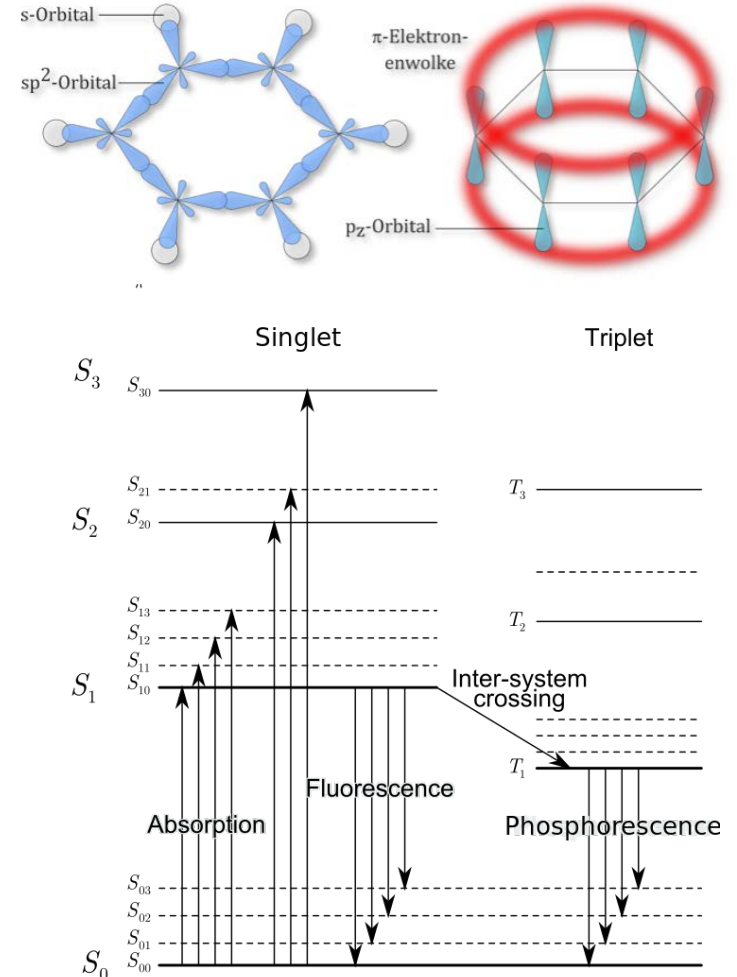 s-Orbital
sp²-Orbital
π-Elektron-
enwolke
p_Z-Orbital
Singlet
Triplet
S₃
S₃₀
S₂₁
T₃
S₂
S₂₀
S₁₃
T₂
S₁₂
S₁₁
S₁
S₁₀
Inter-system
crossing
T₁
Fluorescence
Absorption
Phosphorescence
S₀₃
S₀₂
S₀₁
S₀
S₀₀